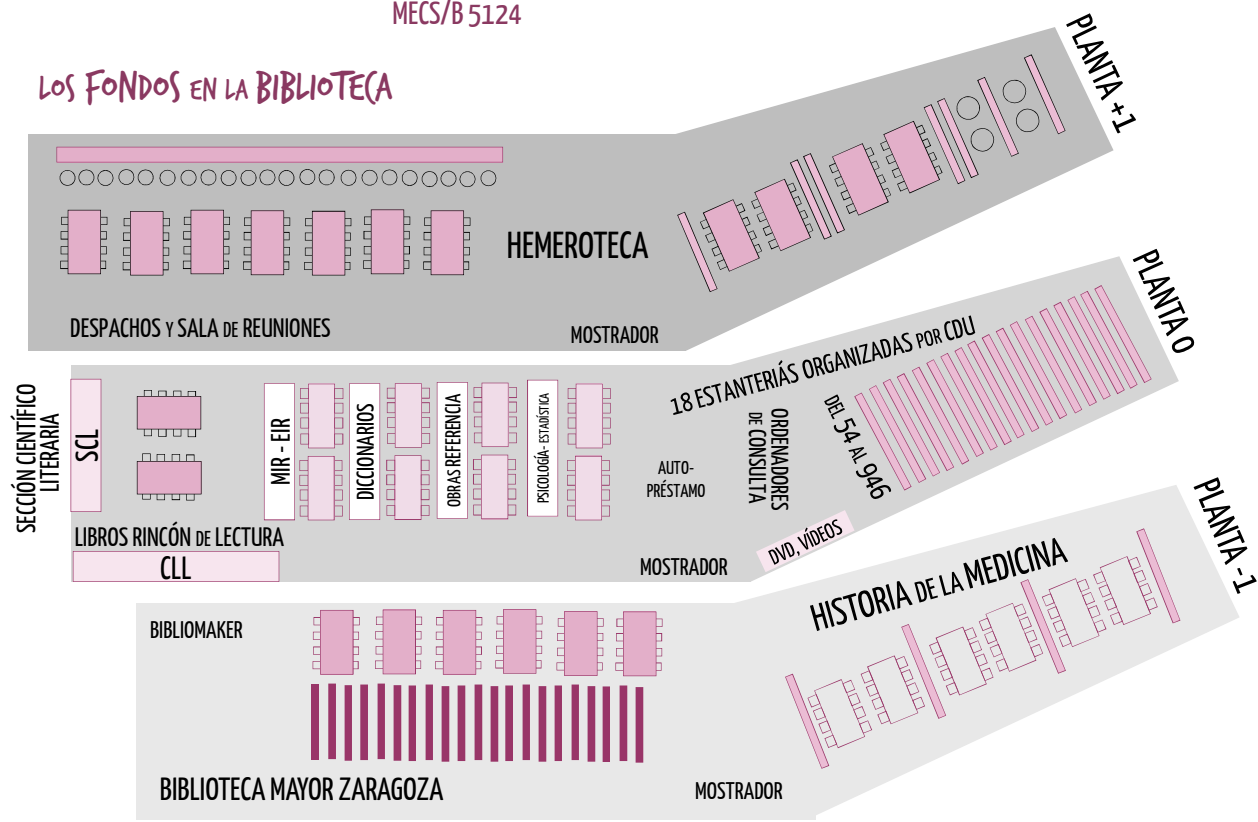 MECS/B 5124
LOS FONDOS EN LA BIBLIOTECA
PLANTA +1
HEMEROTECA
DESPACHOS Y SALA DE REUNIONES
MOSTRADOR
PLANTA 0
18 ESTANTERIÁS ORGANIZADAS POR CDU
DEL 54 AL 946
SECCIÓN CIENTÍFICO
LITERARIA
SCL
MIR - EIR
DICCIONARIOS
OBRAS REFERENCIA
PSICOLOGÍA- ESTADÍSTICA
AUTO-
PRÉSTAMO
ORDENADORES
DE CONSULTA
LIBROS RINCÓN DE LECTURA
CLL
MOSTRADOR
DVD, VÍDEOS
PLANTA -1
HISTORIA DE LA MEDICINA
BIBLIOMAKER
BIBLIOTECA MAYOR ZARAGOZA
MOSTRADOR